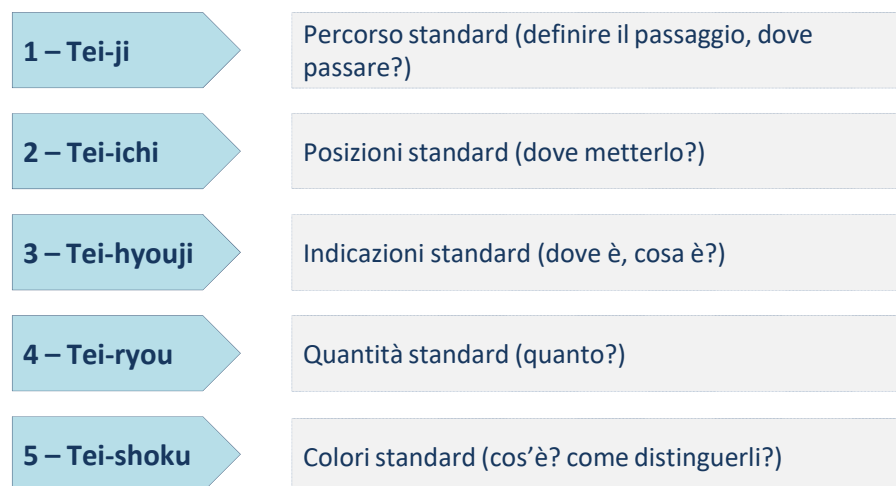 1 – Tei-ji
Percorso standard (definire il passaggio, dove
passare?)
2 – Tei-ichi
Posizioni standard (dove metterlo?)
3 – Tei-hyouji
Indicazioni standard (dove è, cosa è?)
4 – Tei-ryou
Quantità standard (quanto?)
5 – Tei-shoku
Colori standard (cos’è? come distinguerli?)